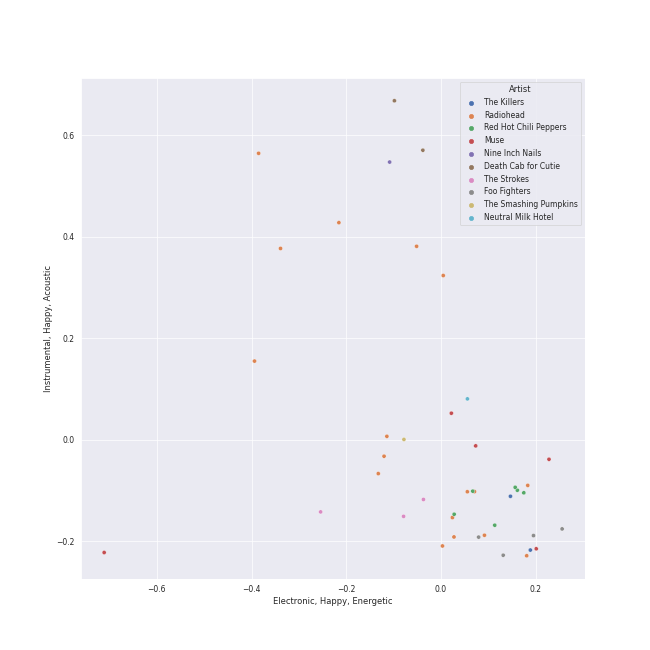 Artist
The Killers
Radiohead
Red Hot Chili Peppers
Muse
Nine Inch Nails
Death Cab for Cutie
The Strokes
Foo Fighters
The Smashing Pumpkins
Neutral Milk Hotel
0.6
0.4
0.2
0.0
−0.2
Instrumental, Happy, Acoustic
−0.6 −0.4 −0.2 0.0 0.2
Electronic, Happy, Energetic